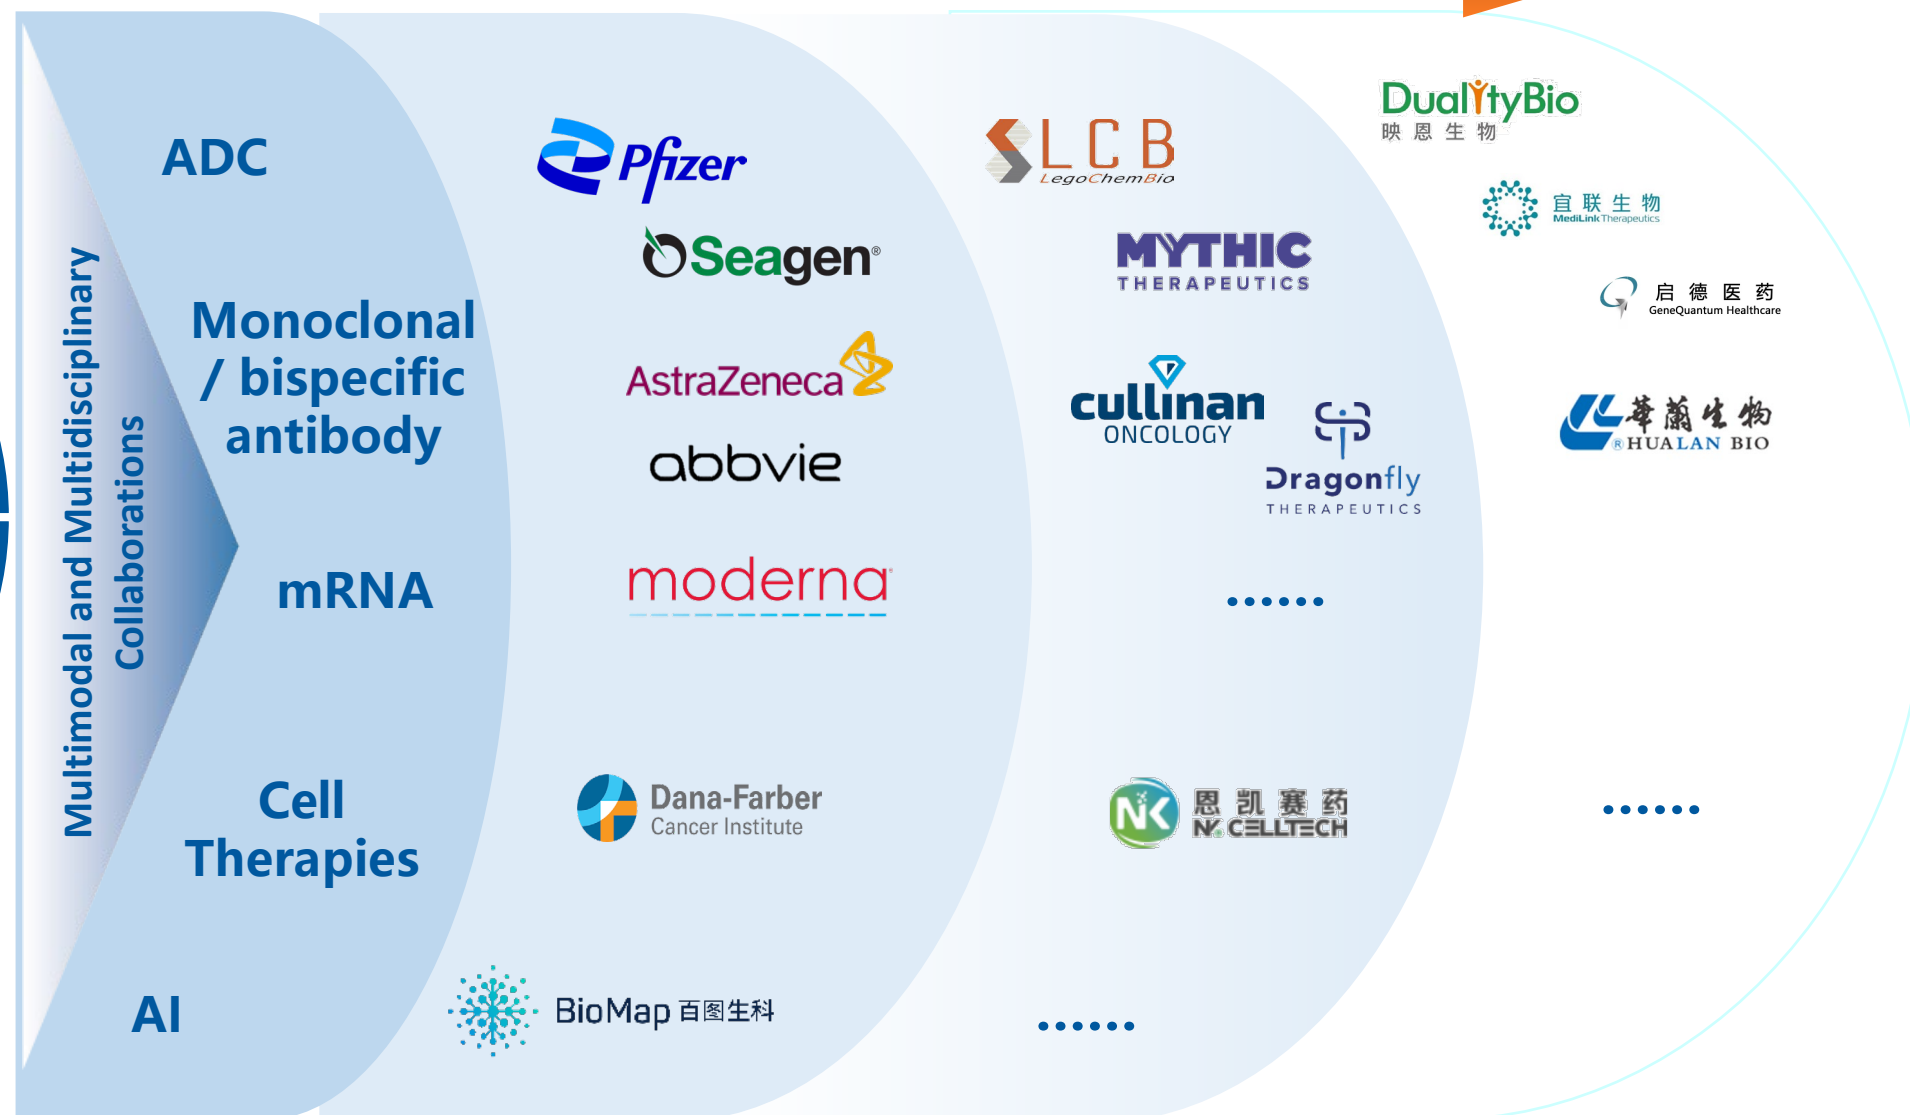 Multimodal and Multidisciplinary
Collaborations
ADC
Pfizer
Seagen®
LCB
LegoChemBio
MYTHIC
THERAPEUTICS
DualityBio
映恩生物
宜联生物
MediLink Therapeutics
启德医药
GeneQuantum Healthcare
Monoclonal
/ bispecific
antibody
AstraZeneca
abbvie
cullinan
ONCOLOGY
Dragonfly
THERAPEUTICS
華蘭生物
®HUALAN BIO
mRNA
moderna
......
Cell
Therapies
Dana-Farber
Cancer Institute
NK
恩凯赛药
NK CELLTECH
......
AI
BioMap 百图生科
......